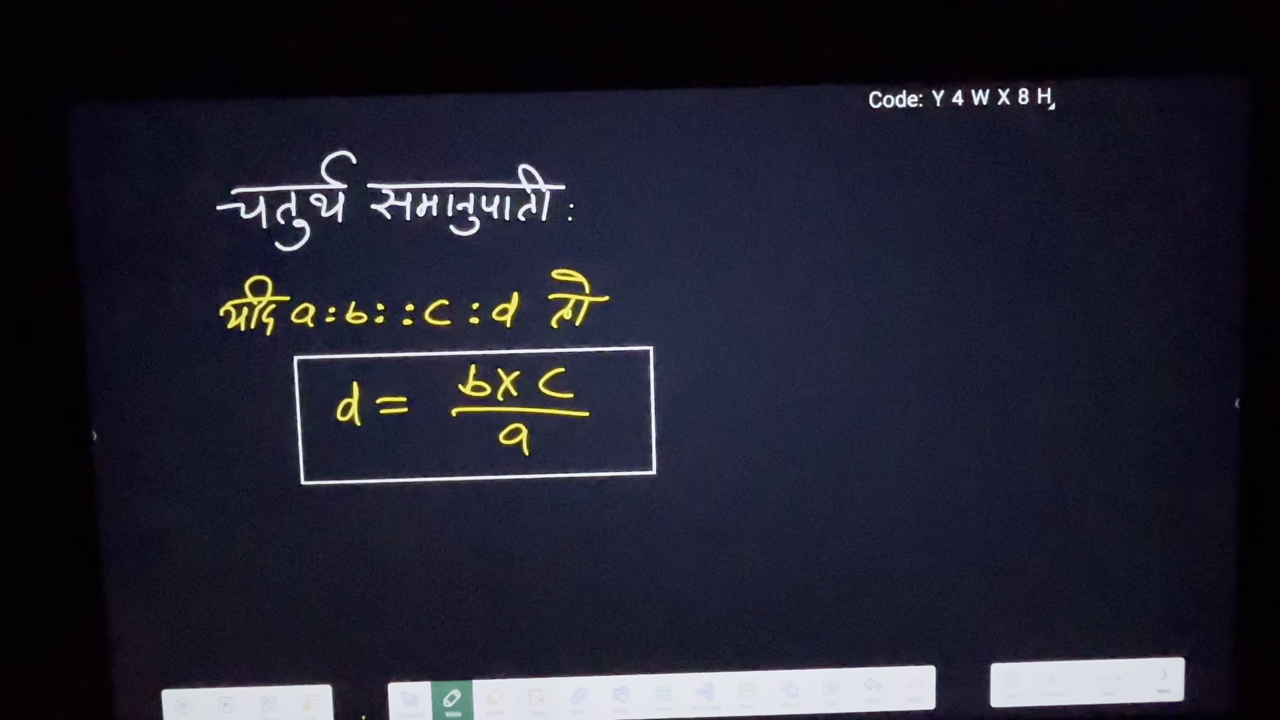 Code: Y 4 W X 8 H
चतुर्थ समानुपाती :
यदि a : b : : c : d तो
d = b x c / a